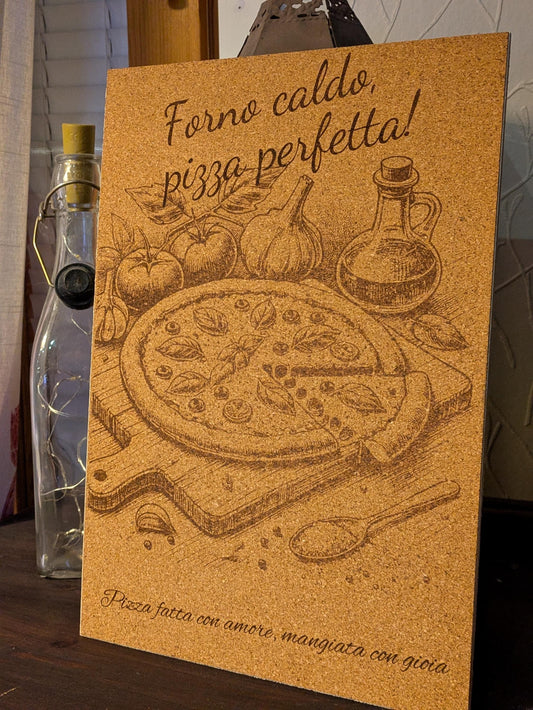 Forno caldo,
pizza perfetta!
Pizza fatta con amore, mangiata con gioia